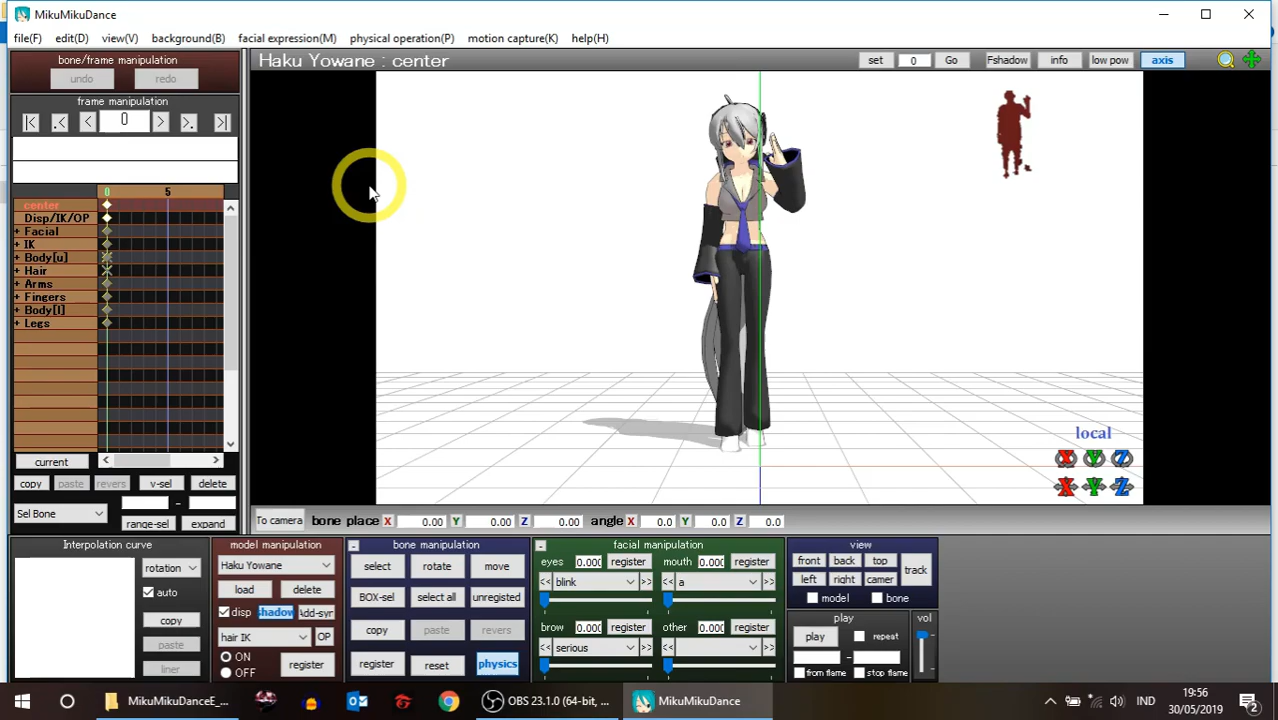 MikuMikuDance
file(F) edit(D) view(V) background(B) facial expression(M) physical operation(P) motion capture(K) help(H)
bone/frame manipulation
undo redo
frame manipulation
|< .< < 0 > >. >|
Haku Yowane : center
set 0 Go Fshadow info low pow axis
0 5
center
Disp/IK/OP
+ Facial
+ IK
+ Body[u]
+ Hair
+ Arms
+ Fingers
+ Body[l]
+ Legs
current
copy paste revers v-sel delete
Sel Bone -
range-sel expand
local
X Y Z
X Y Z
To camera bone place X 0.00 Y 0.00 Z 0.00 angle X 0.0 Y 0.0 Z 0.0
Interpolation curve
rotation
auto
copy
paste
liner
model manipulation
Haku Yowane
load delete
disp shadow Add-syn
hair IK OP
ON
OFF
register
- bone manipulation
select rotate move
BOX-sel select all unregisted
copy paste revers
register reset physics
- facial manipulation
eyes 0.000 register mouth 0.000 register
<< blink >> << a >>
brow 0.000 register other 0.000 register
<< serious >> << >>
view
front back top
left right camer
track
model bone
play
play repeat
-
from flame stop flame
vol
MikuMikuDanceE_...
OBS 23.1.0 (64-bit, ...
MikuMikuDance
IND
19:56
30/05/2019
2